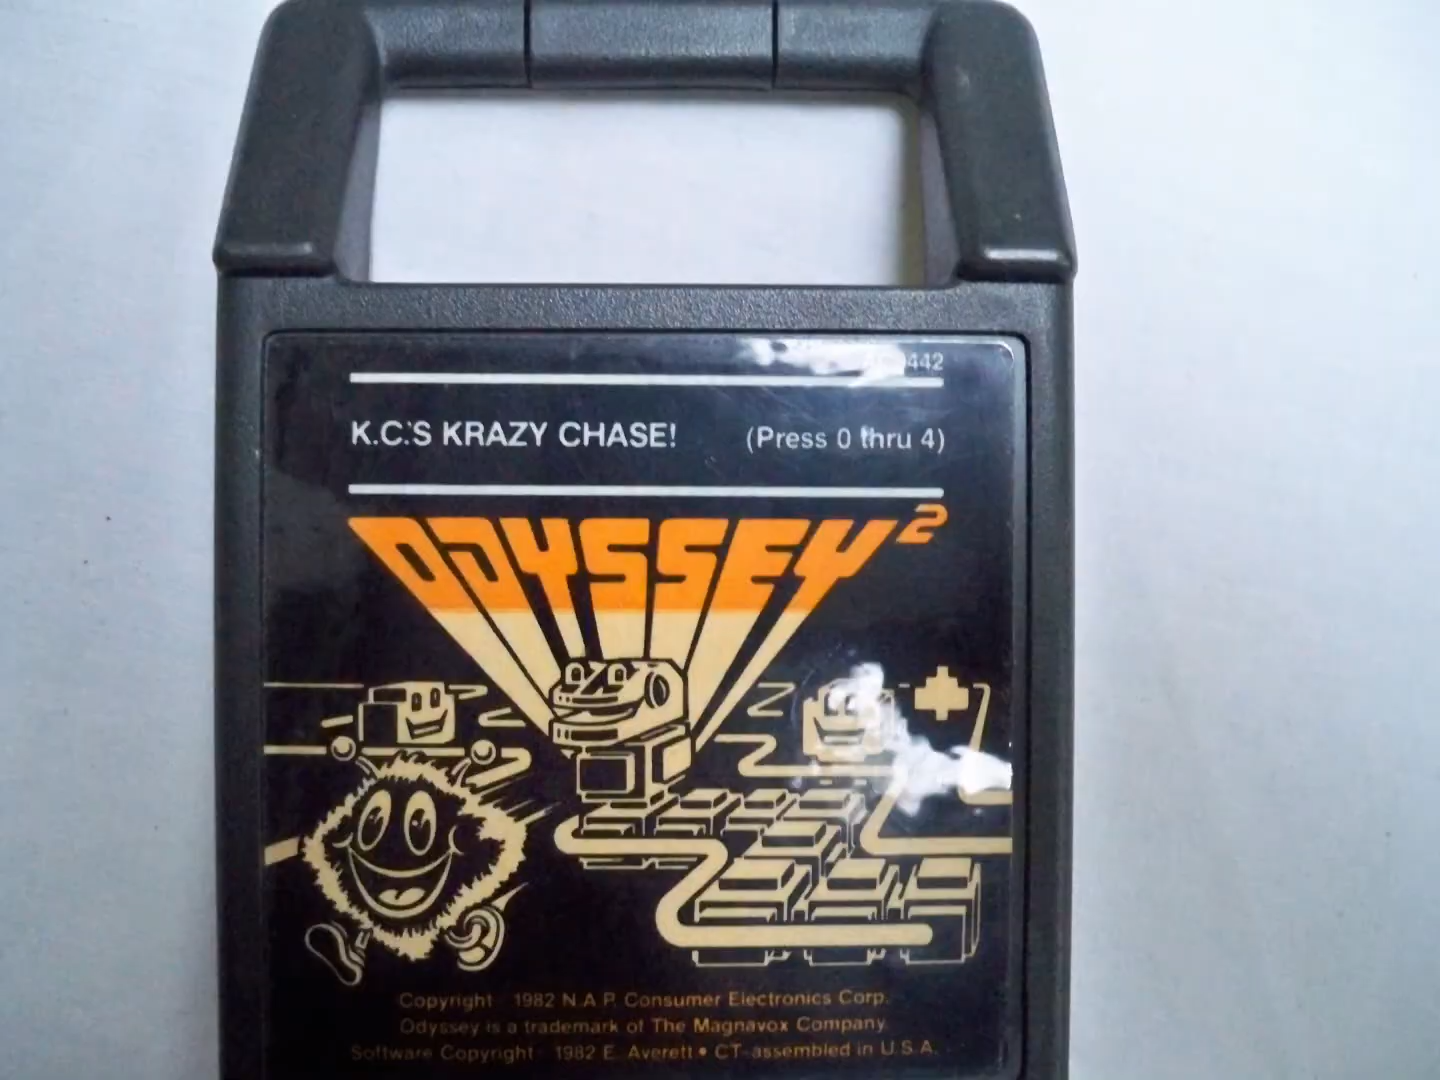 442
K.C.'S KRAZY CHASE! (Press 0 thru 4)
ODYSSEY²
Copyright 1982 N.A.P. Consumer Electronics Corp.
Odyssey is a trademark of The Magnavox Company
Software Copyright 1982 E. Averett • CT-assembled in U.S.A.